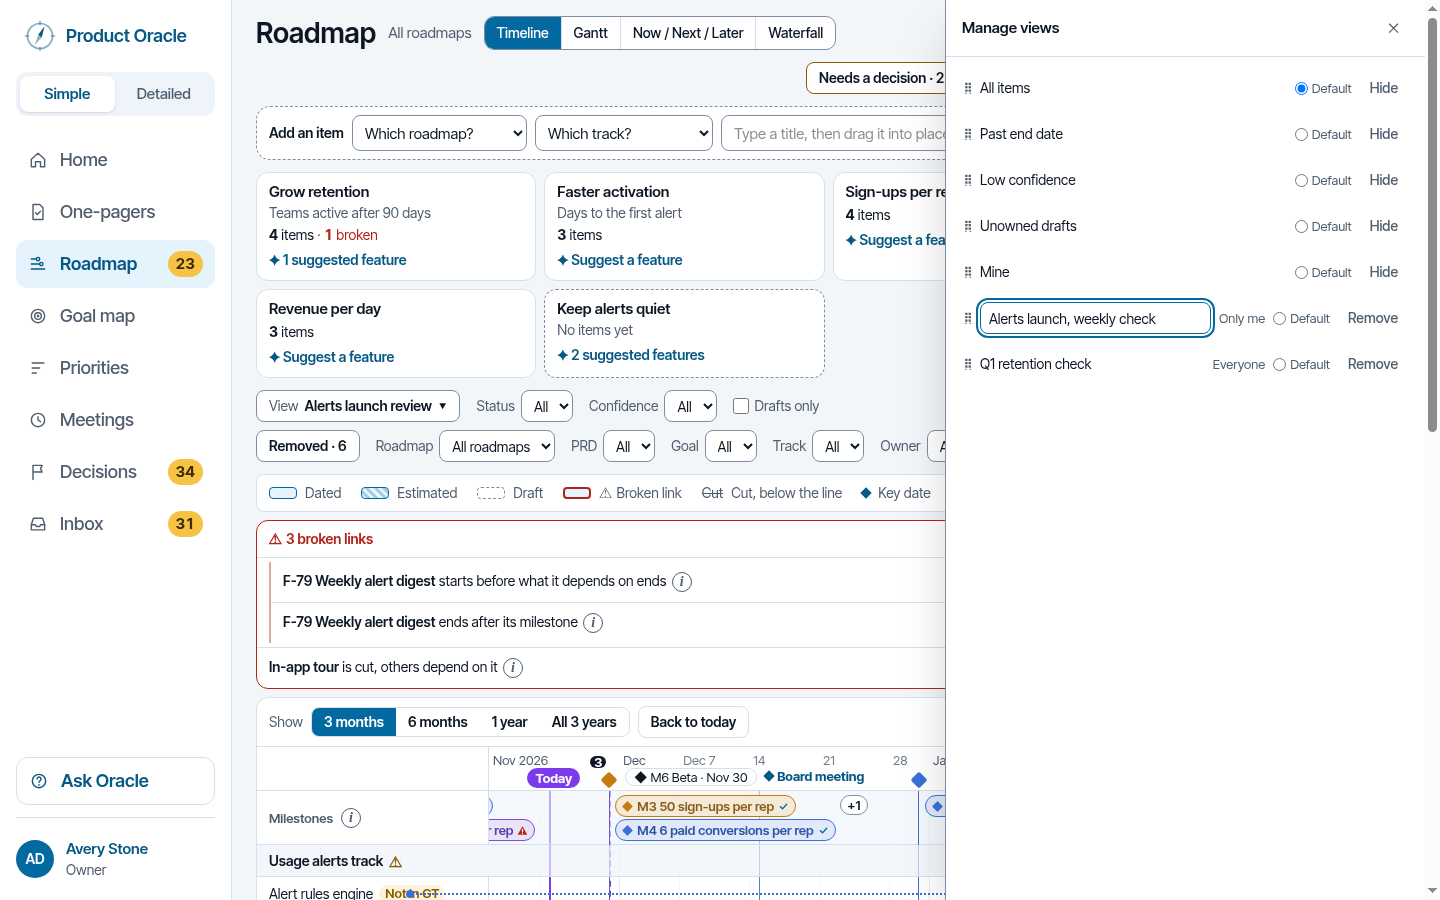 Product Oracle
Simple
Detailed
Home
One-pagers
Roadmap 23
Goal map
Priorities
Meetings
Decisions 34
Inbox 31
Ask Oracle
AD
Avery Stone
Owner
Roadmap All roadmaps Timeline Gantt Now / Next / Later Waterfall
Needs a decision · 2
Add an item Which roadmap? Which track? Type a title, then drag it into place
Grow retention
Teams active after 90 days
4 items · 1 broken
1 suggested feature
Faster activation
Days to the first alert
3 items
Suggest a feature
Sign-ups per re
4 items
Suggest a fea
Revenue per day
3 items
Suggest a feature
Keep alerts quiet
No items yet
2 suggested features
View Alerts launch review Status All Confidence All Drafts only
Removed · 6 Roadmap All roadmaps PRD All Goal All Track All Owner
Dated Estimated Draft Broken link Cut Cut, below the line Key date
3 broken links
F-79 Weekly alert digest starts before what it depends on ends i
F-79 Weekly alert digest ends after its milestone i
In-app tour is cut, others depend on it i
Show 3 months 6 months 1 year All 3 years Back to today
Nov 2026 3 Dec Dec 7 14 21 28 Ja
Today M6 Beta · Nov 30 Board meeting
Milestones i
M3 50 sign-ups per rep +1
r rep M4 6 paid conversions per rep
Usage alerts track
Alert rules engine Not in GT
Manage views
All items Default Hide
Past end date Default Hide
Low confidence Default Hide
Unowned drafts Default Hide
Mine Default Hide
Alerts launch, weekly check Only me Default Remove
Q1 retention check Everyone Default Remove